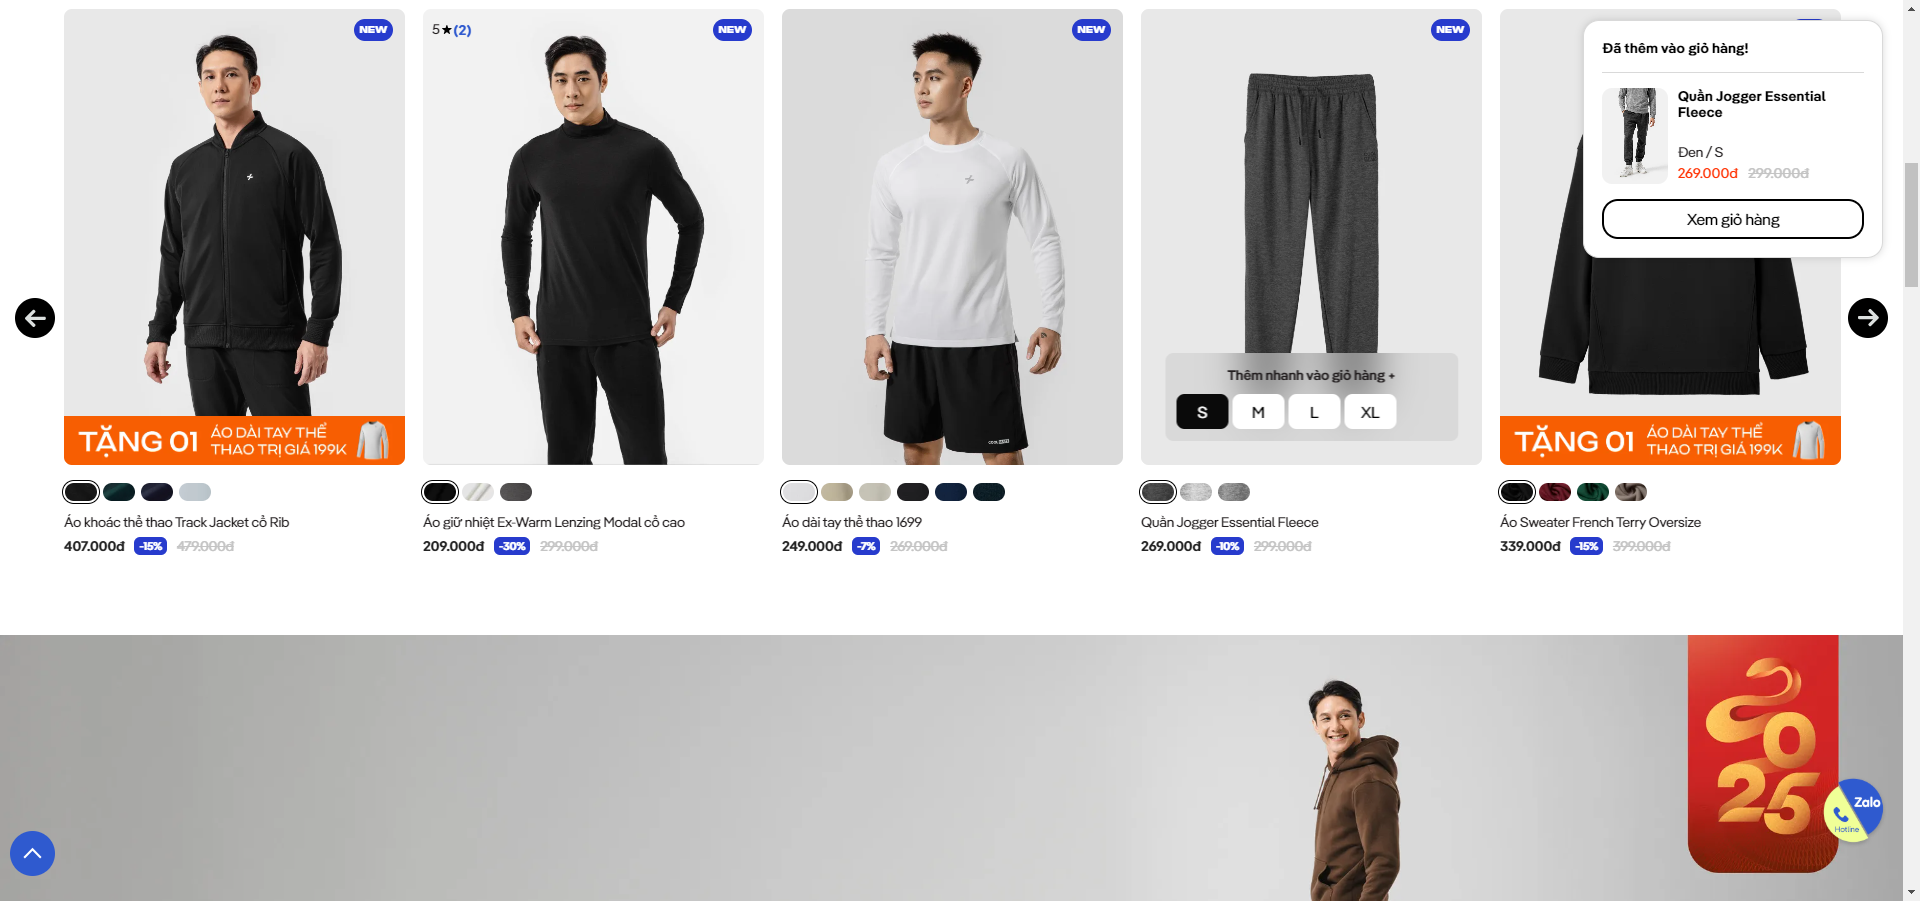 NEW
5★(2)
NEW
NEW
NEW
Đã thêm vào giỏ hàng!
Quần Jogger Essential
Fleece
Đen / S
269.000đ 299.000đ
Xem giỏ hàng
Thêm nhanh vào giỏ hàng +
S M L XL
TẶNG 01 ÁO DÀI TAY THỂ
THAO TRỊ GIÁ 199K
COOLMATE
TẶNG 01 ÁO DÀI TAY THỂ
THAO TRỊ GIÁ 199K
Áo khoác thể thao Track Jacket cổ Rib
407.000đ -15% 479.000đ
Áo giữ nhiệt Ex-Warm Lenzing Modal cổ cao
209.000đ -30% 299.000đ
Áo dài tay thể thao 1699
249.000đ -7% 269.000đ
Quần Jogger Essential Fleece
269.000đ -10% 299.000đ
Áo Sweater French Terry Oversize
339.000đ -15% 399.000đ
2025
Zalo
Hotline